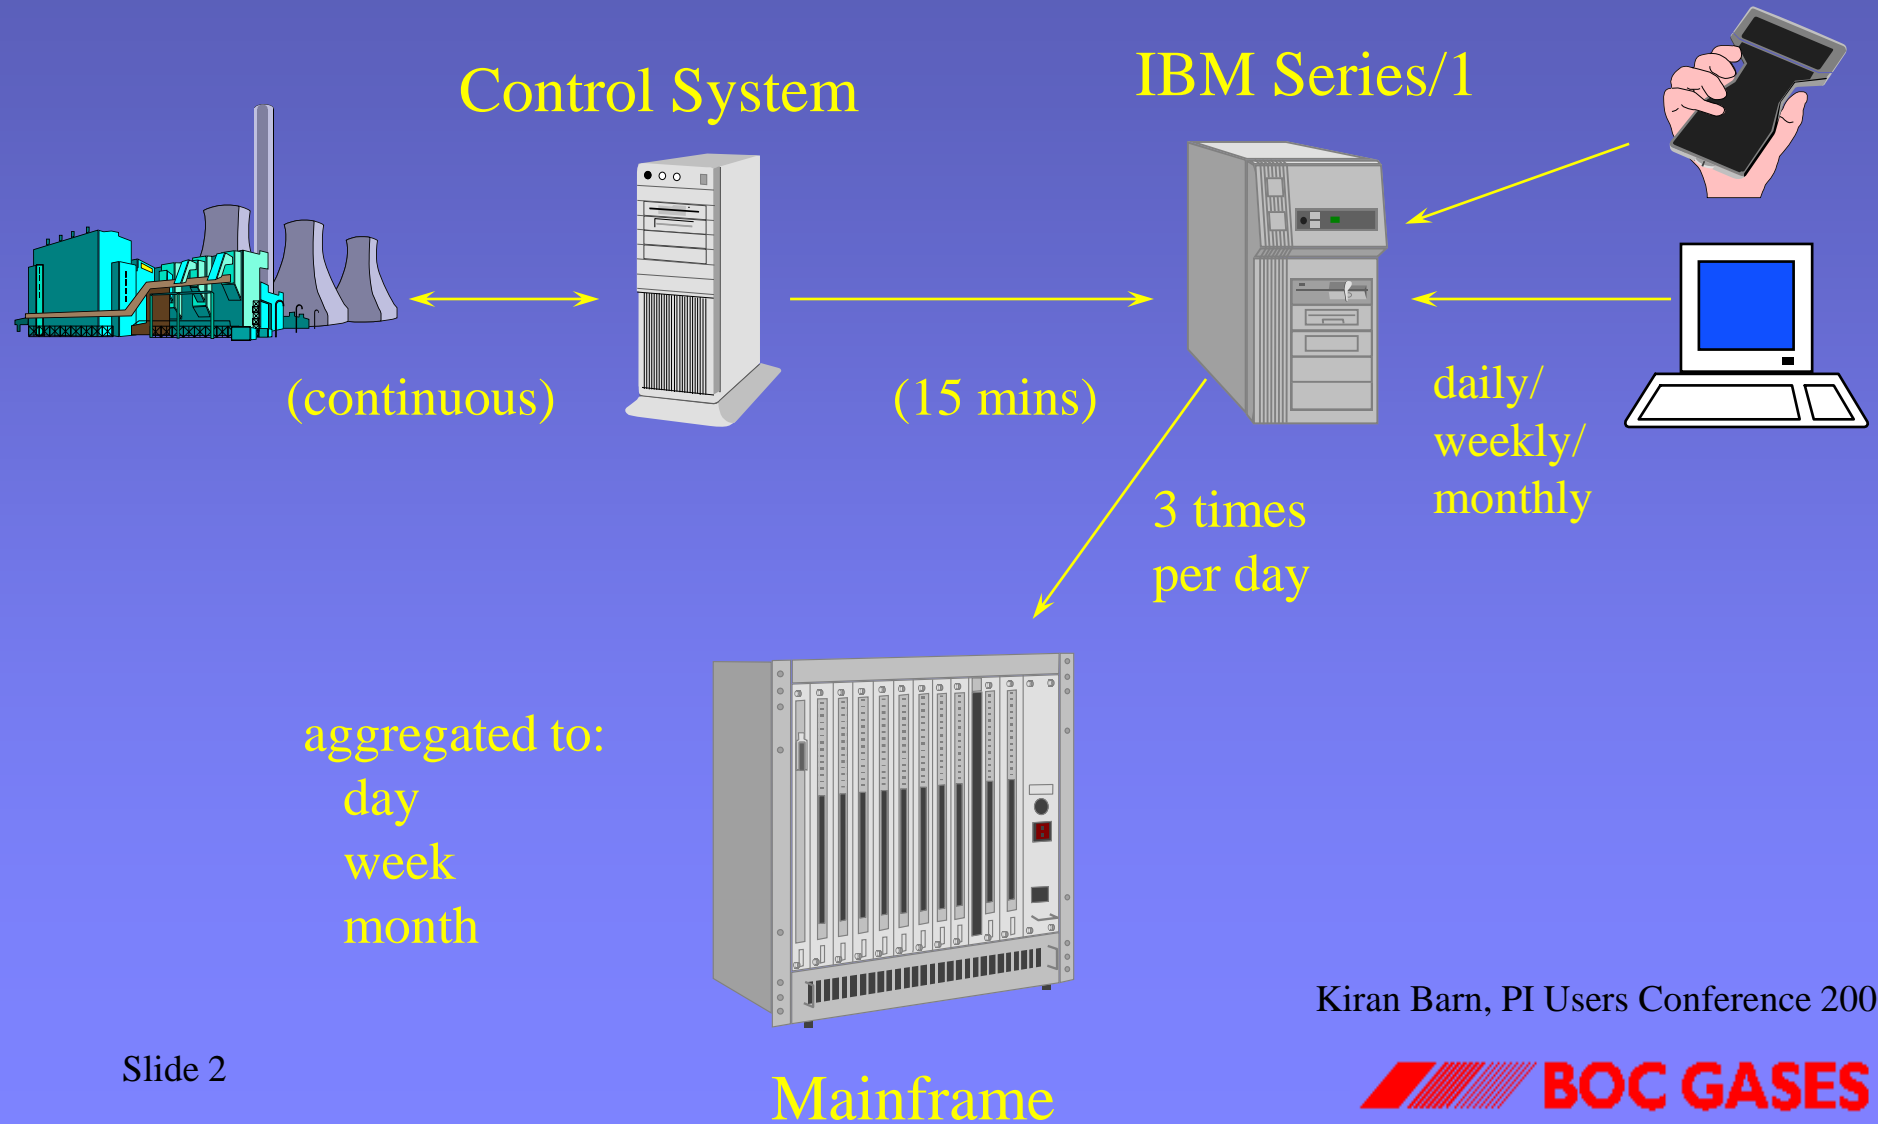 Control System
IBM Series/1
(continuous)
(15 mins)
daily/
weekly/
monthly
3 times
per day
aggregated to:
day
week
month
Mainframe
Kiran Barn, PI Users Conference 200
Slide 2
BOC GASES